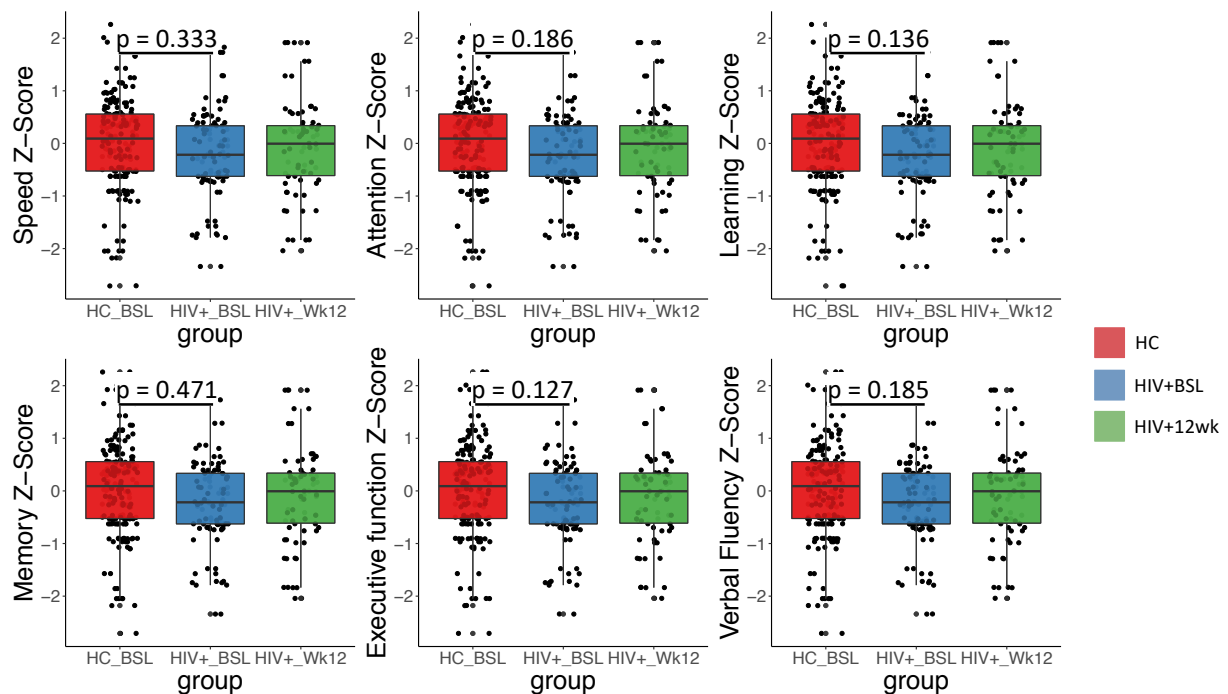 Speed Z−Score
2
1
0
−1
−2
p = 0.333
HC_BSL HIV+_BSL HIV+_Wk12
group
Attention Z−Score
2
1
0
−1
−2
p = 0.186
HC_BSL HIV+_BSL HIV+_Wk12
group
Learning Z−Score
2
1
0
−1
−2
p = 0.136
HC_BSL HIV+_BSL HIV+_Wk12
group
Memory Z−Score
2
1
0
−1
−2
p = 0.471
HC_BSL HIV+_BSL HIV+_Wk12
group
Executive function Z−Score
2
1
0
−1
−2
p = 0.127
HC_BSL HIV+_BSL HIV+_Wk12
group
Verbal Fluency Z−Score
2
1
0
−1
−2
p = 0.185
HC_BSL HIV+_BSL HIV+_Wk12
group
HC
HIV+BSL
HIV+12wk